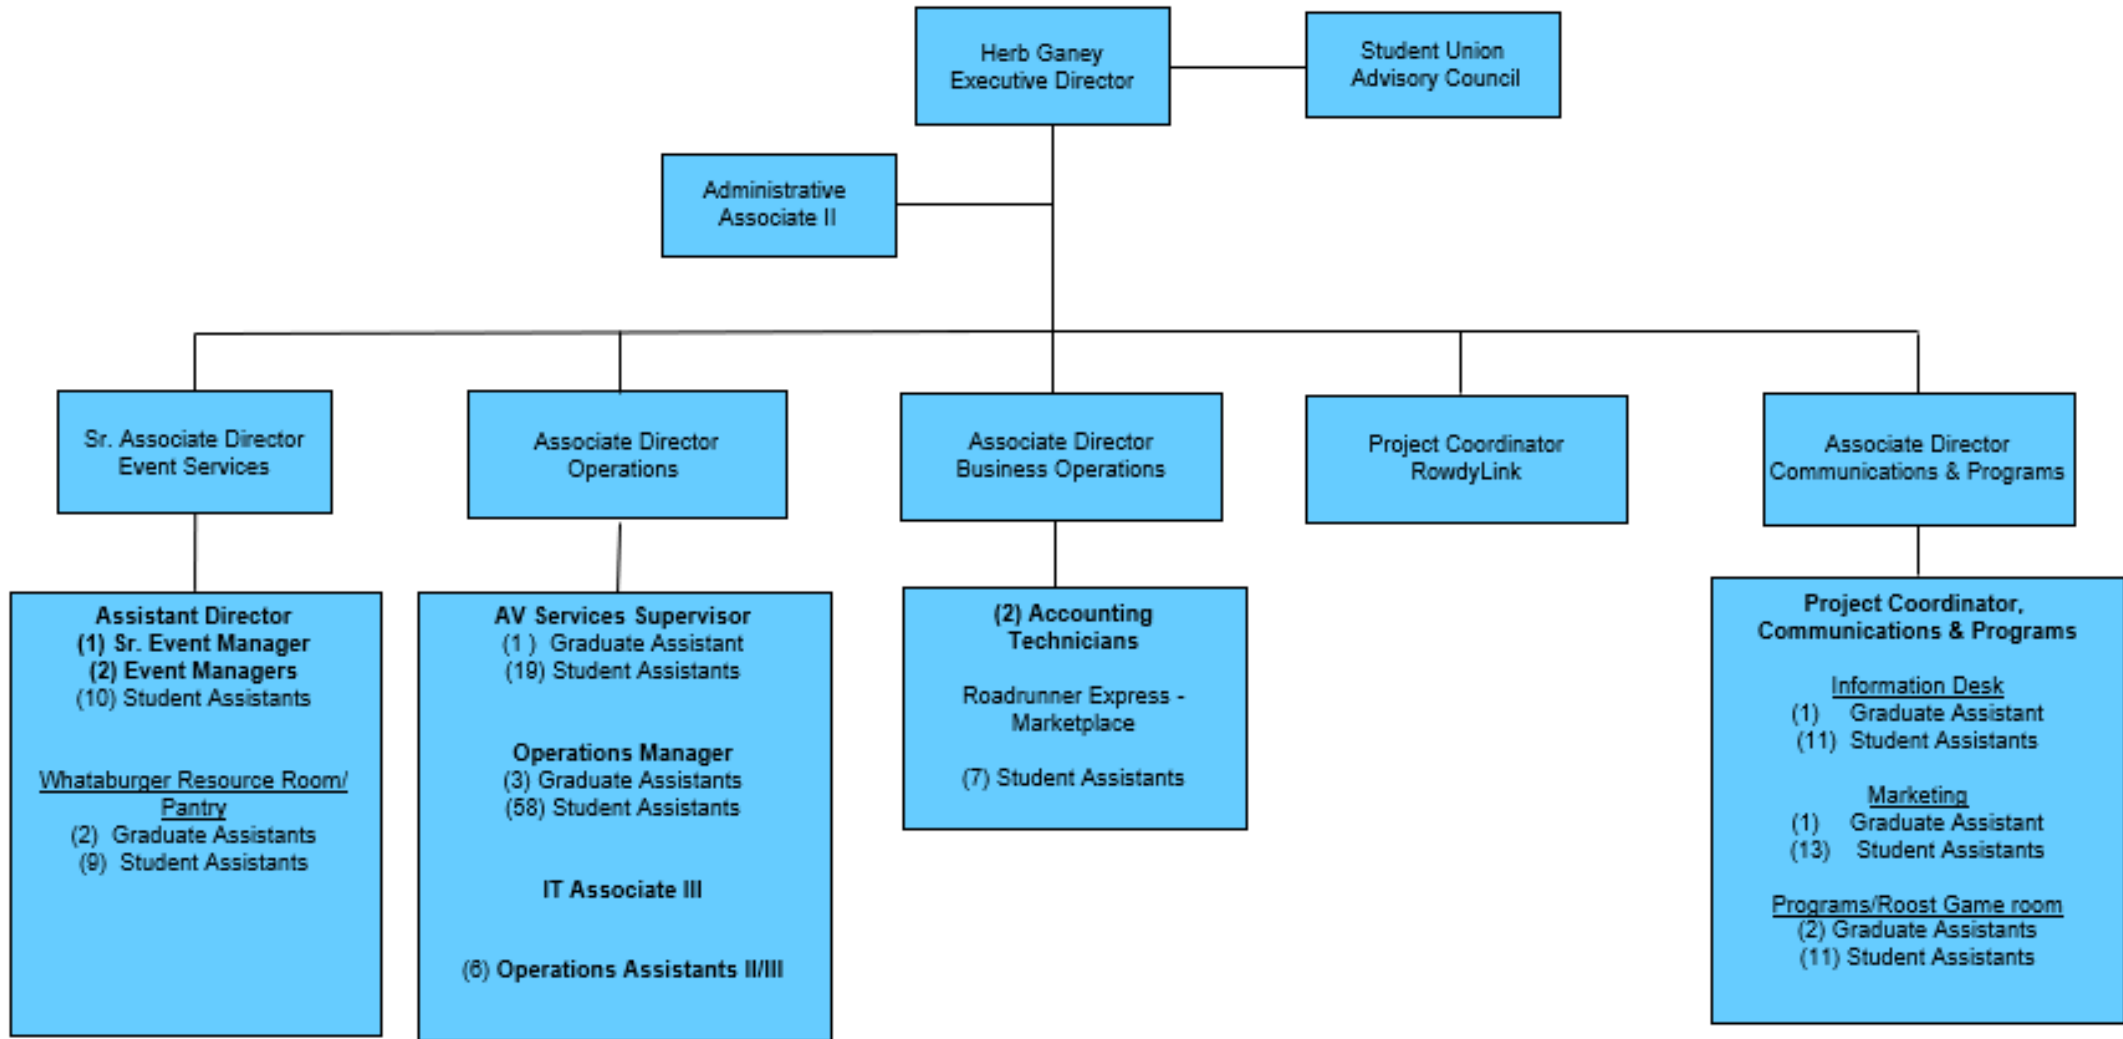 Herb Ganey
Executive Director
Student Union
Advisory Council
Administrative
Associate II
Sr. Associate Director
Event Services
Associate Director
Operations
Associate Director
Business Operations
Project Coordinator
RowdyLink
Associate Director
Communications & Programs
Assistant Director
(1) Sr. Event Manager
(2) Event Managers
(10) Student Assistants
Whataburger Resource Room/
Pantry
(2) Graduate Assistants
(9) Student Assistants
AV Services Supervisor
(1 ) Graduate Assistant
(19) Student Assistants
Operations Manager
(3) Graduate Assistants
(58) Student Assistants
IT Associate III
(6) Operations Assistants II/III
(2) Accounting
Technicians
Roadrunner Express -
Marketplace
(7) Student Assistants
Project Coordinator,
Communications & Programs
Information Desk
(1) Graduate Assistant
(11) Student Assistants
Marketing
(1) Graduate Assistant
(13) Student Assistants
Programs/Roost Game room
(2) Graduate Assistants
(11) Student Assistants